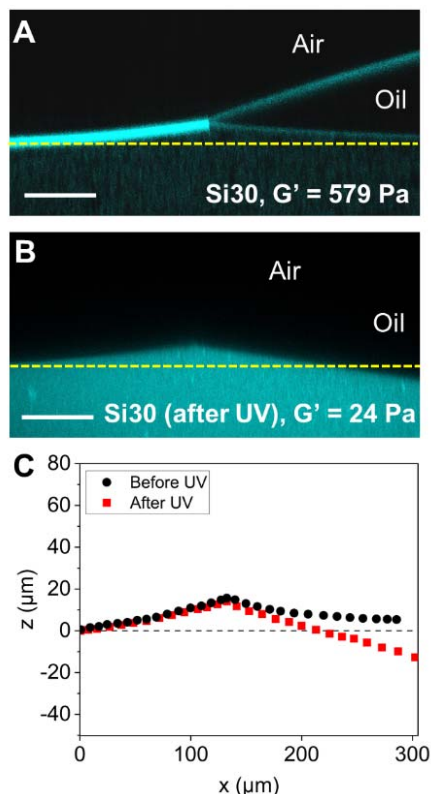 A
Air
Oil
Si30, G' = 579 Pa
B
Air
Oil
Si30 (after UV), G' = 24 Pa
C
80
60
40
20
0
-20
-40
z (µm)
Before UV
After UV
0
100
200
300
x (µm)